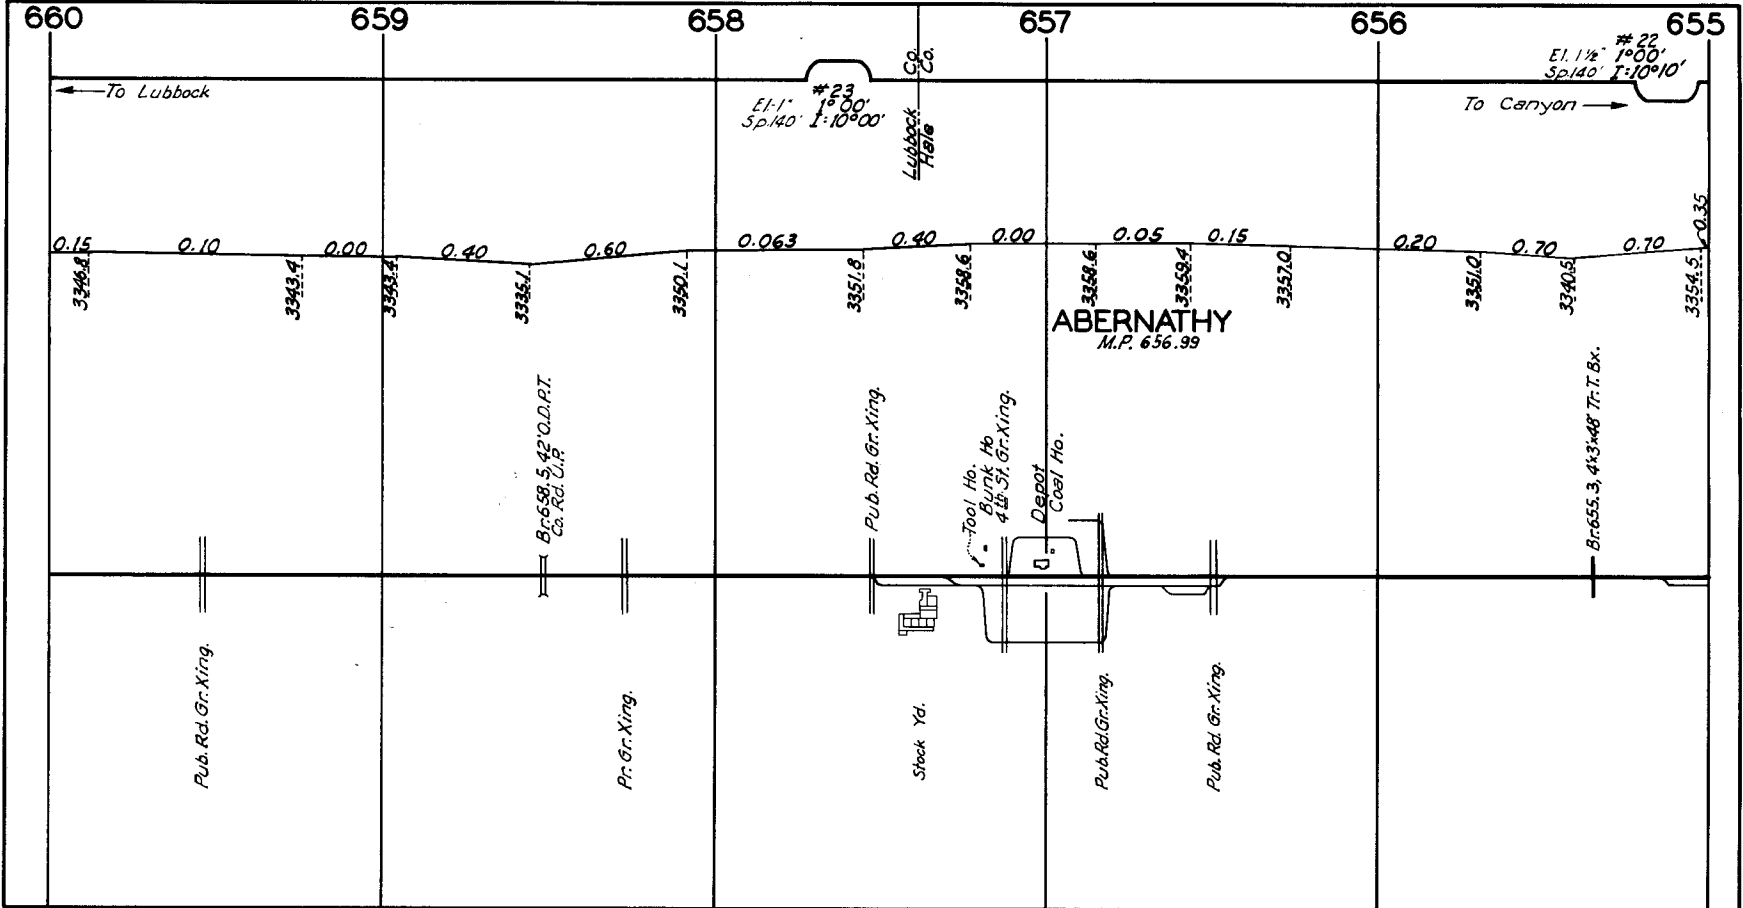 660 659 658 657 656 655
To Lubbock
#23
El-1" 1°00'
Sp.140' I=10°00'
Lubbock Co.
Hale Co.
#22
El. 1½" 1°00'
Sp.140' I=10°10'
To Canyon
0.15 0.10 0.00 0.40 0.60 0.063 0.40 0.00 0.05 0.15 0.20 0.70 0.70 0.35
3346.8 3343.4 3343.4 3335.1 3350.1 3351.8 3358.6 3358.6 3359.4 3357.0 3351.0 3340.5 3354.5
ABERNATHY
M.P. 656.99
Br. 658.5, 42' O.D.P.T.
Co. Rd. U.P.
Pub. Rd. Gr. Xing.
Tool Ho.
Bunk Ho
4th St. Gr. Xing.
Depot
Coal Ho.
Br. 655.3, 4'x3'x48' Tr. T. Bx.
Pub. Rd. Gr. Xing.
Pr. Gr. Xing.
Stock Yd.
Pub. Rd. Gr. Xing.
Pub. Rd. Gr. Xing.